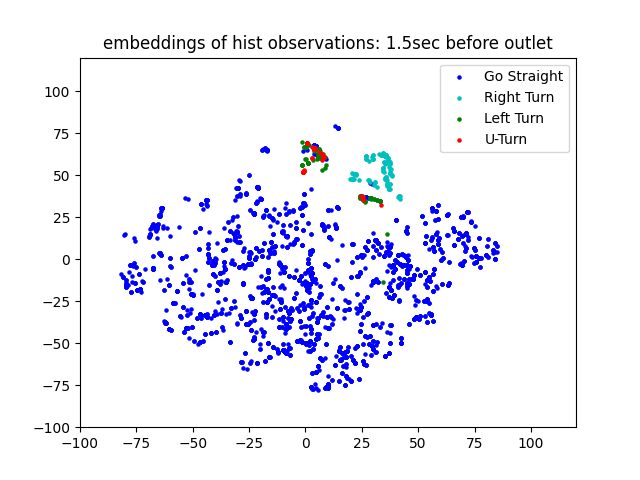 embeddings of hist observations: 1.5sec before outlet
Go Straight
Right Turn
Left Turn
U-Turn
100
75
50
25
0
−25
−50
−75
−100
−100 −75 −50 −25 0 25 50 75 100